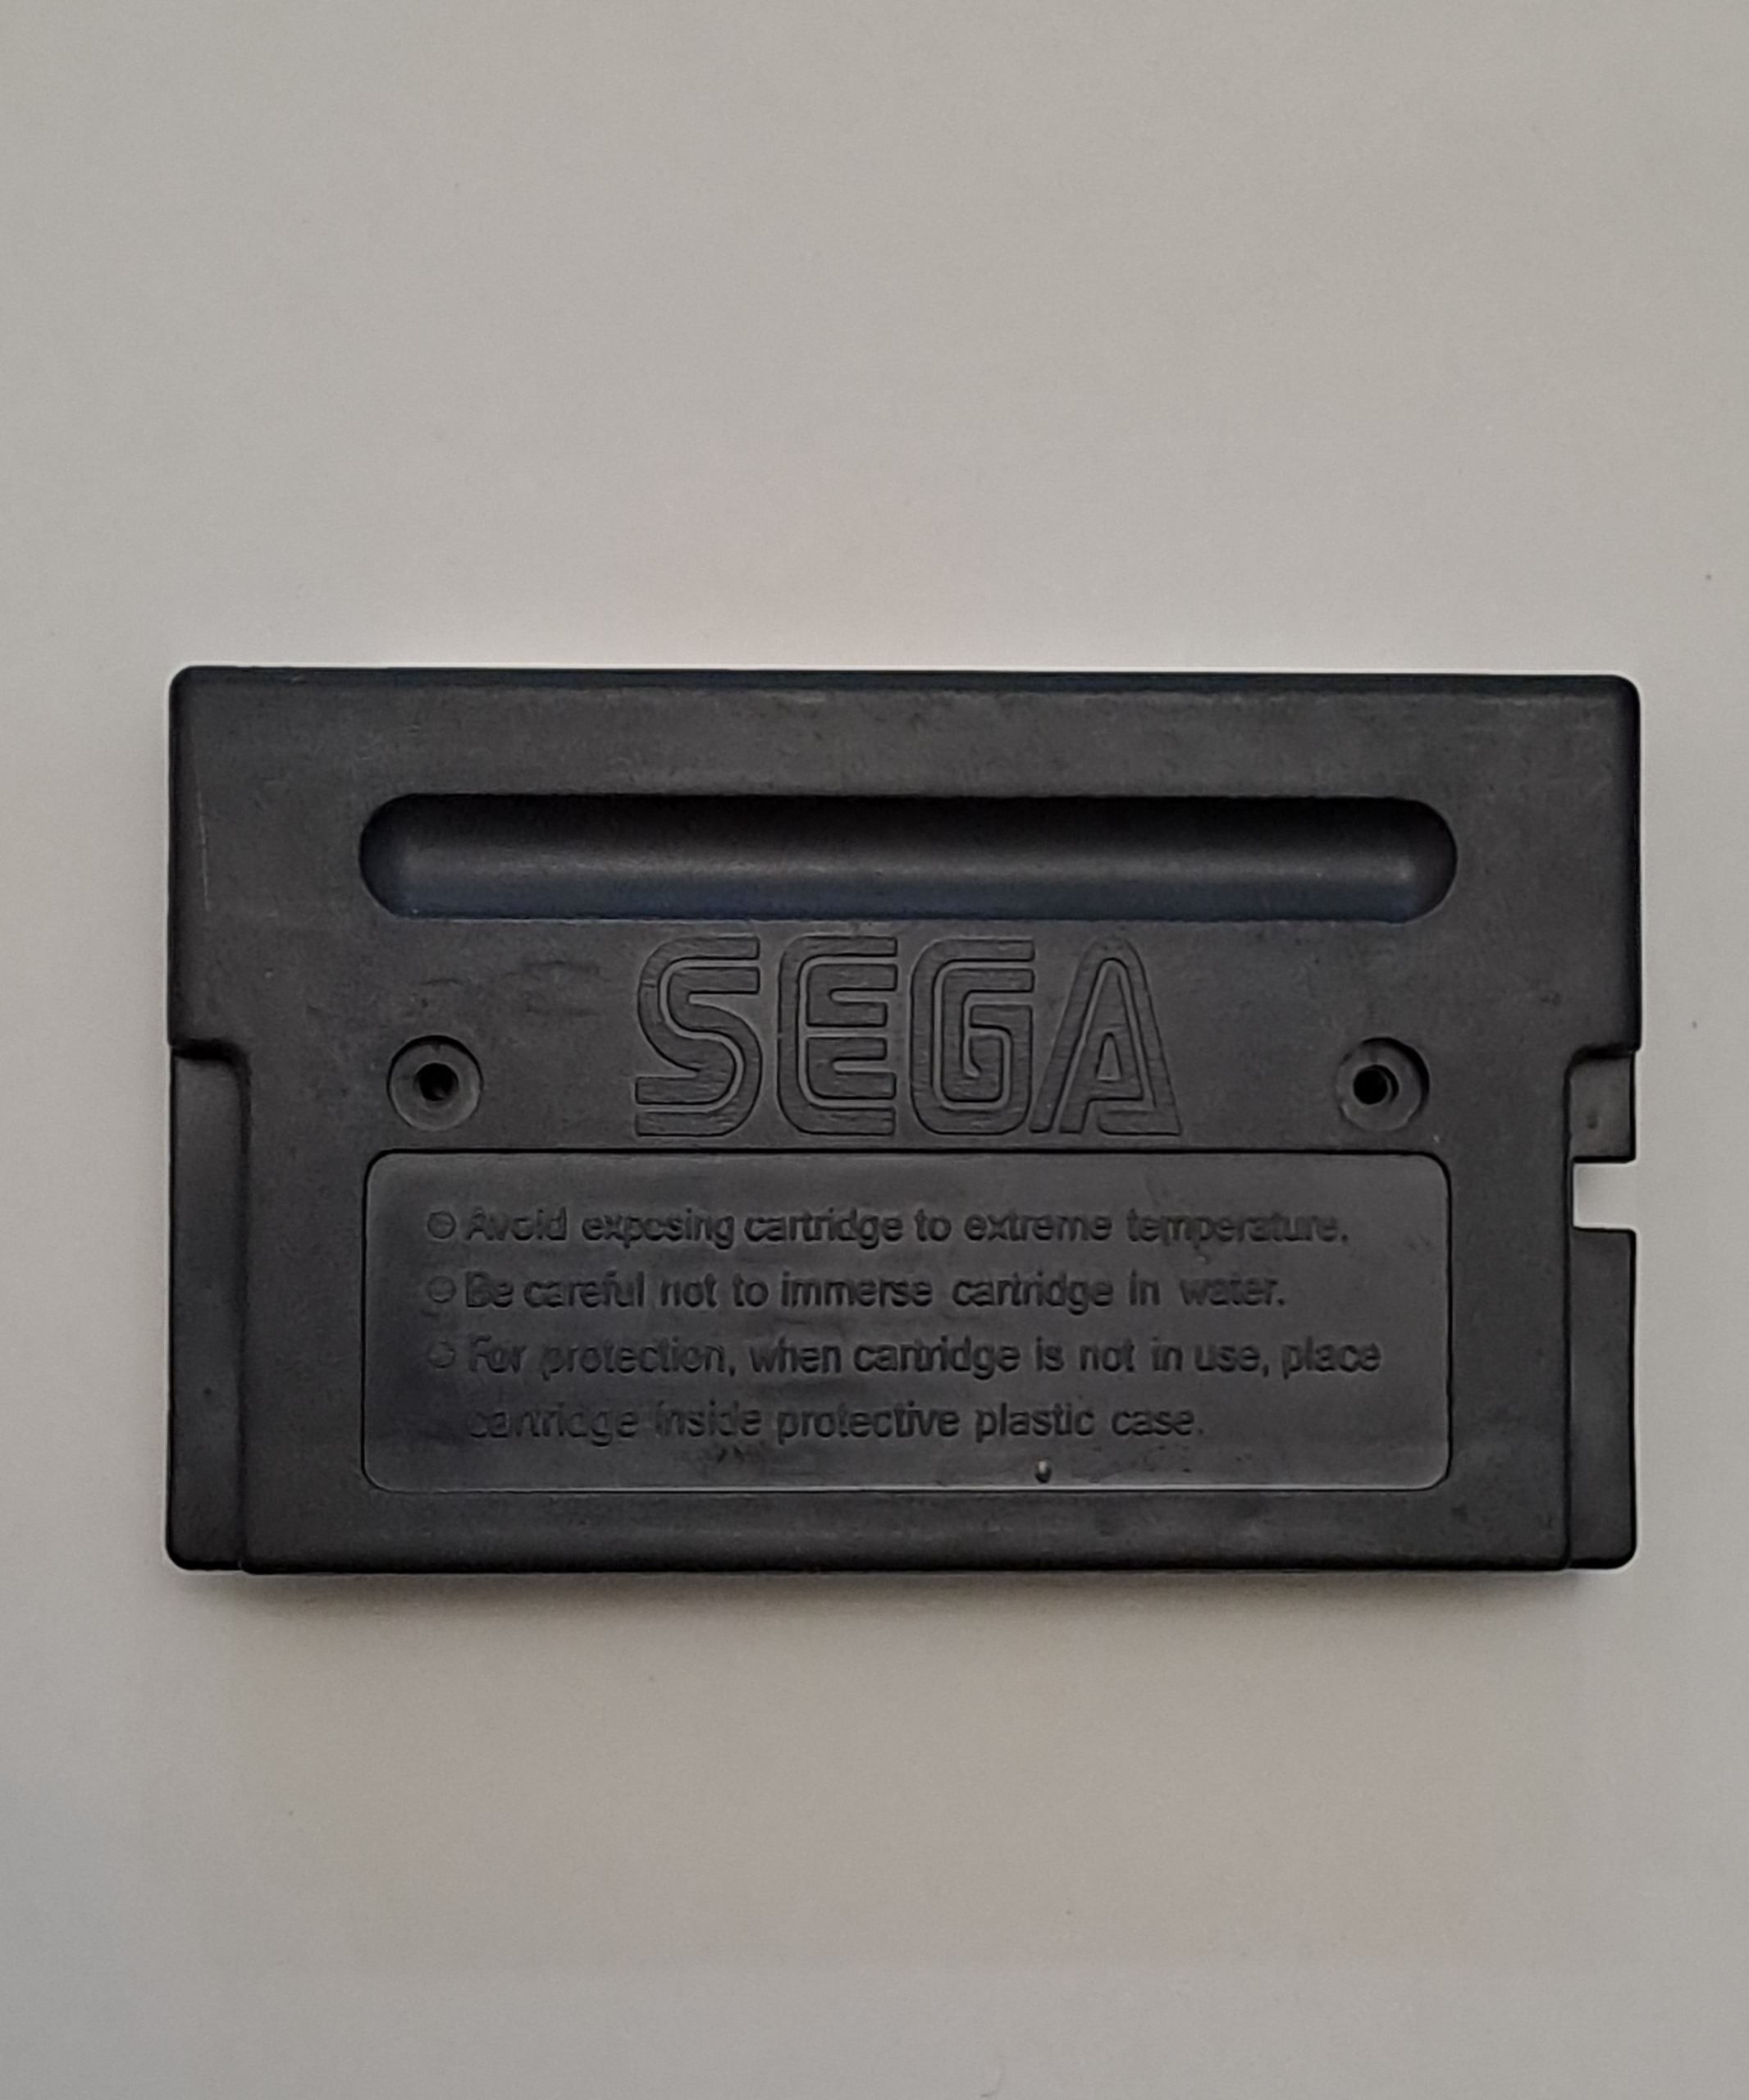 SEGA
Avoid exposing cartridge to extreme temperature.
Be careful not to immerse cartridge in water.
For protection, when cartridge is not in use, place
cartridge inside protective plastic case.